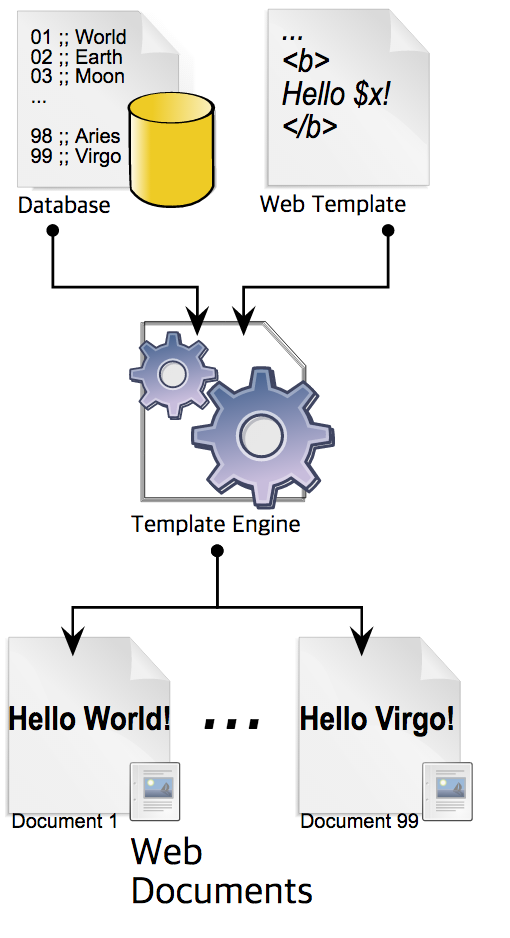 01 ;; World
02 ;; Earth
03 ;; Moon
...
98 ;; Aries
99 ;; Virgo
Database
...
<b>
Hello $x!
</b>
Web Template
Template Engine
Hello World!
...
Hello Virgo!
Document 1
Document 99
Web
Documents